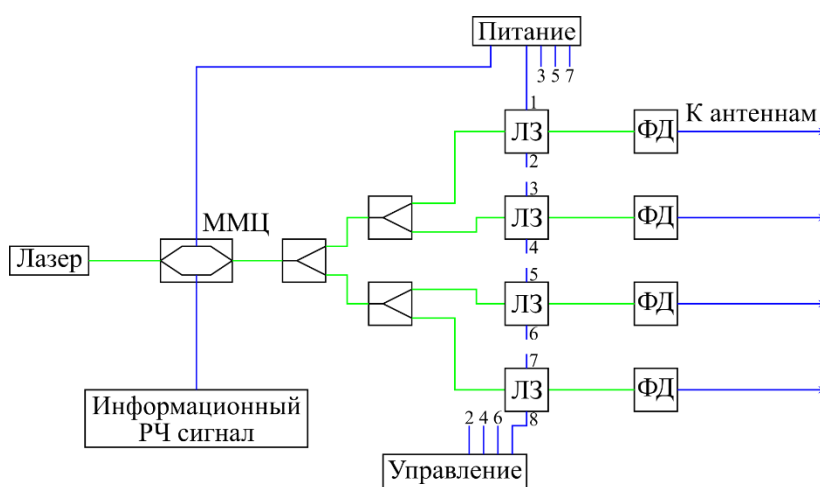 Питание
3 5 7
1
ЛЗ
ФД
К антеннам
2
3
ММЦ
ЛЗ
ФД
4
Лазер
5
ЛЗ
ФД
6
7
ЛЗ
ФД
Информационный
РЧ сигнал
2 4 6
8
Управление